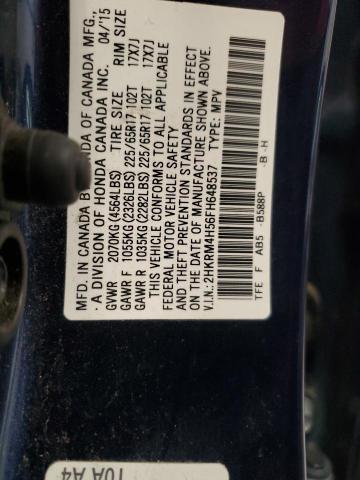 MFD. IN CANADA BY HONDA OF CANADA MFG.,
A DIVISION OF HONDA CANADA INC. 04/15
GVWR 2070KG(4564LBS) TIRE SIZE RIM SIZE
GAWR F 1055KG(2326LBS) 225/65R17 102T 17X7J
GAWR R 1035KG(2282LBS) 225/65R17 102T 17X7J
THIS VEHICLE CONFORMS TO ALL APPLICABLE
FEDERAL MOTOR VEHICLE SAFETY
AND THEFT PREVENTION STANDARDS IN EFFECT
ON THE DATE OF MANUFACTURE SHOWN ABOVE.
V.I.N.: 2HKRM4H56FH648537 TYPE: MPV
TFE F AB5 -B588P -B -H
10A A4